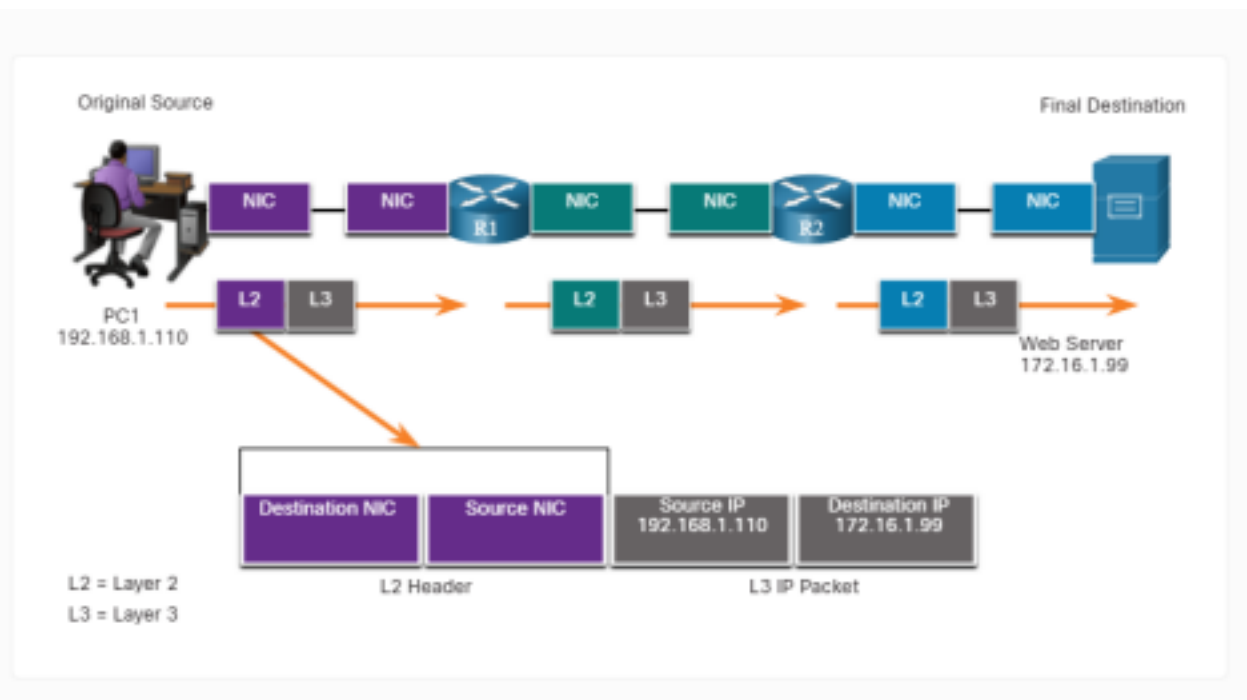 Original Source
Final Destination
NIC
NIC
R1
NIC
NIC
R2
NIC
NIC
L2
L3
L2
L3
L2
L3
PC1
192.168.1.110
Web Server
172.16.1.99
Destination NIC
Source NIC
Source IP
192.168.1.110
Destination IP
172.16.1.99
L2 = Layer 2
L2 Header
L3 IP Packet
L3 = Layer 3